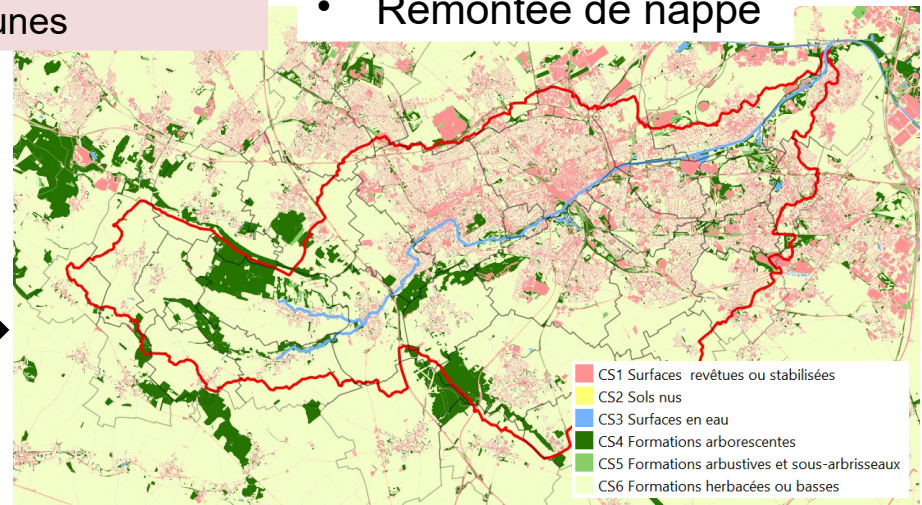 unes
• Remontée de nappe
CS1 Surfaces revêtues ou stabilisées
CS2 Sols nus
CS3 Surfaces en eau
CS4 Formations arborescentes
CS5 Formations arbustives et sous-arbrisseaux
CS6 Formations herbacées ou basses